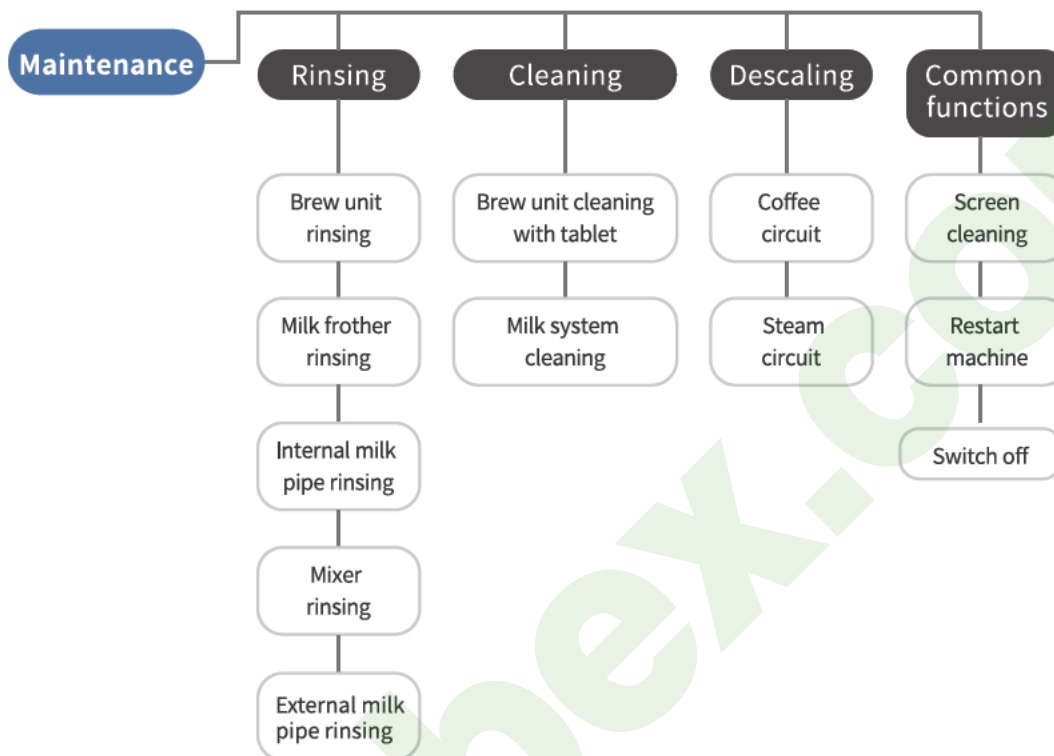 Maintenance
Rinsing
Brew unit
rinsing
Milk frother
rinsing
Internal milk
pipe rinsing
Mixer
rinsing
External milk
pipe rinsing
Cleaning
Brew unit cleaning
with tablet
Milk system
cleaning
Descaling
Coffee
circuit
Steam
circuit
Common
functions
Screen
cleaning
Restart
machine
Switch off
bex.com